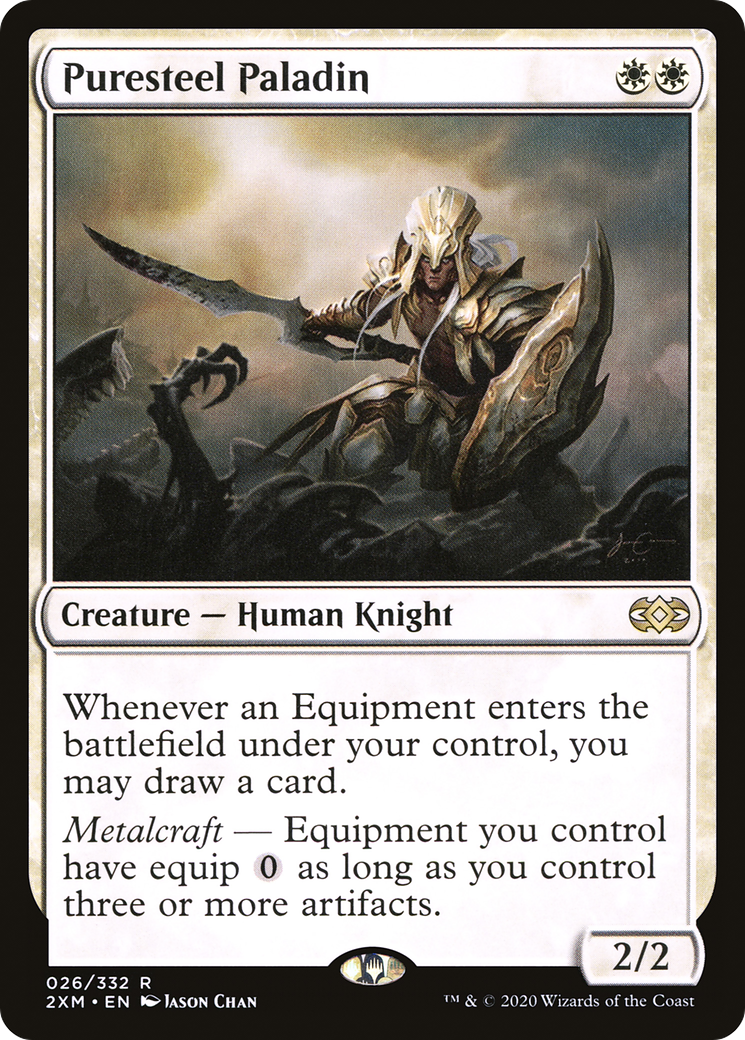 Puresteel Paladin
Creature — Human Knight
Whenever an Equipment enters the
battlefield under your control, you
may draw a card.
Metalcraft — Equipment you control
have equip 0 as long as you control
three or more artifacts.
2/2
026/332 R
2XM • EN Jason Chan
™ & © 2020 Wizards of the Coast